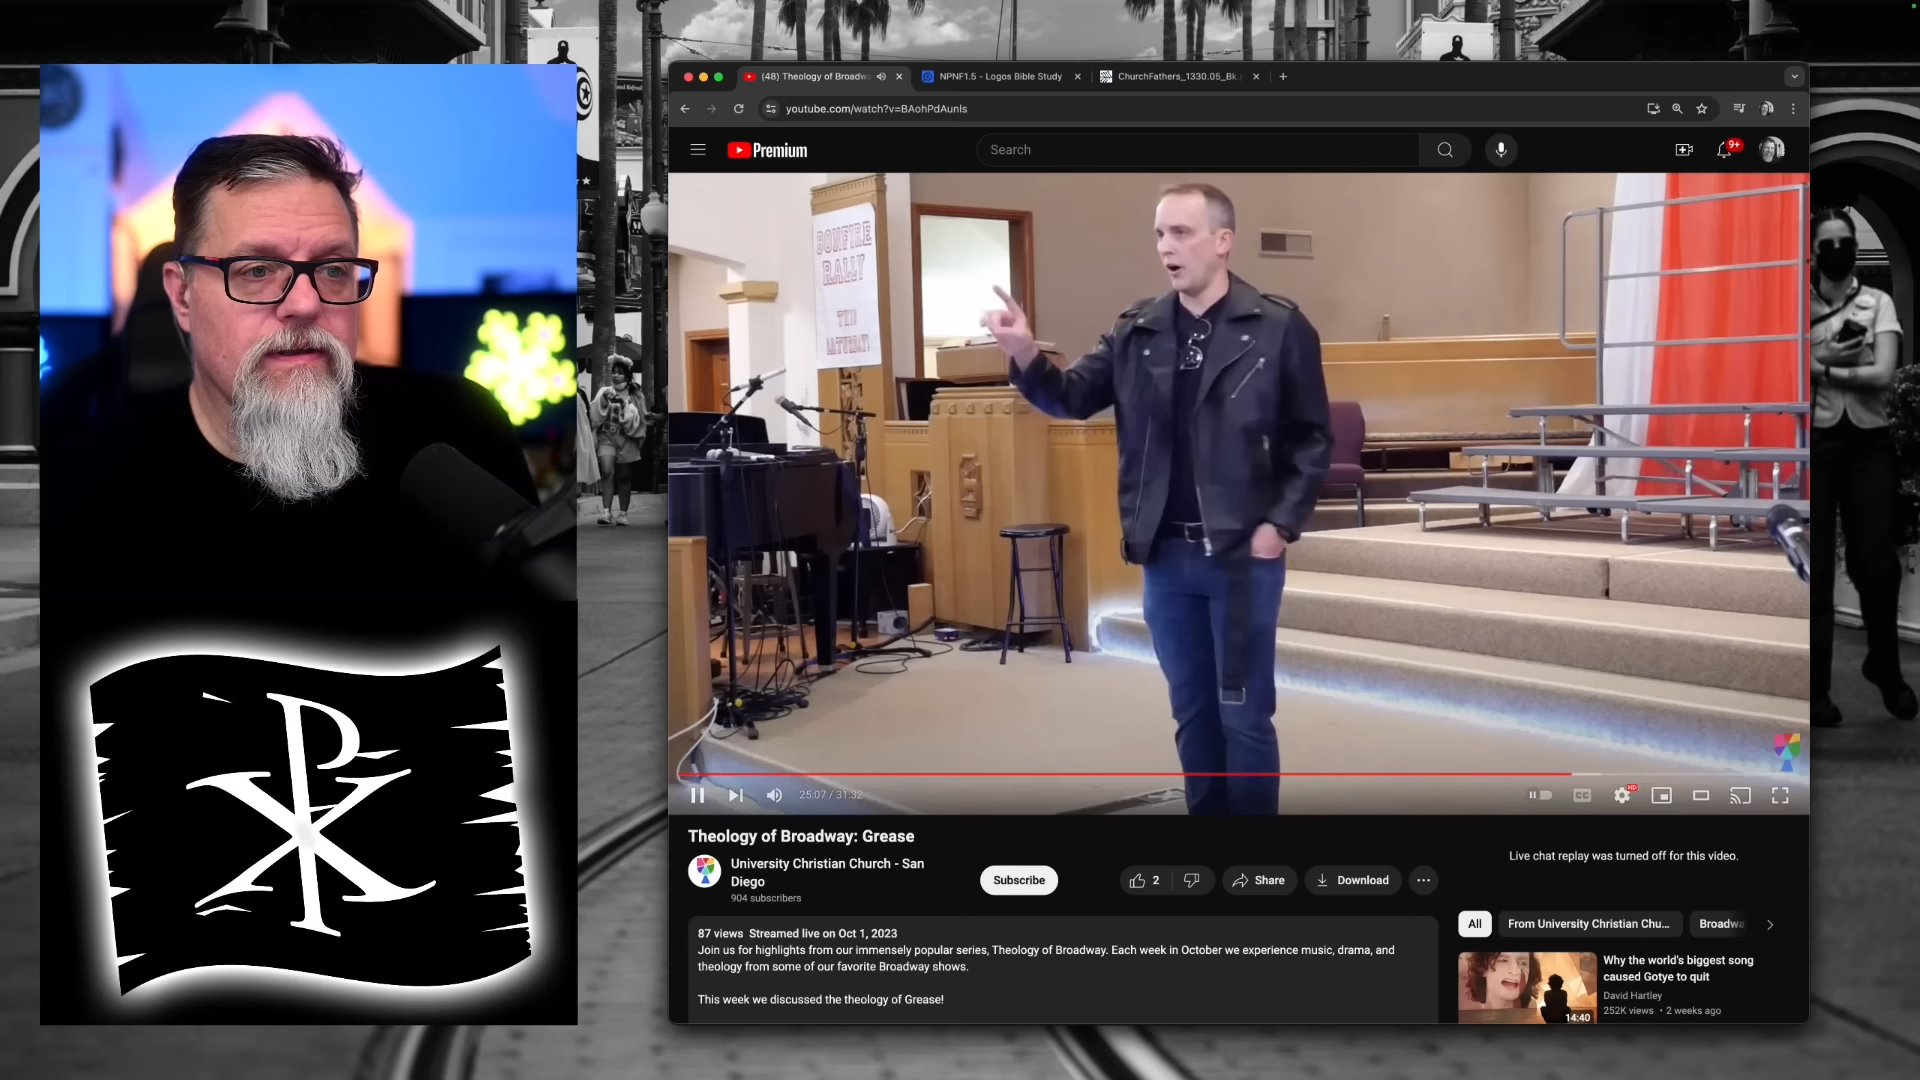 (48) Theology of Broadw
NPNF1.5 - Logos Bible Study
ChurchFathers_1330.05_Bk.
youtube.com/watch?v=BAohPdAunIs
Premium
Search
9+
BONFIRE
RALLY
THIS
SATURDAY!
25:07 / 31:32
CC
HD
Theology of Broadway: Grease
University Christian Church - San
Diego
904 subscribers
Subscribe
2
Share
Download
Live chat replay was turned off for this video.
All
From University Christian Chu...
Broadwa
87 views Streamed live on Oct 1, 2023
Join us for highlights from our immensely popular series, Theology of Broadway. Each week in October we experience music, drama, and
theology from some of our favorite Broadway shows.
This week we discussed the theology of Grease!
Why the world's biggest song
caused Gotye to quit
David Hartley
252K views • 2 weeks ago
14:40